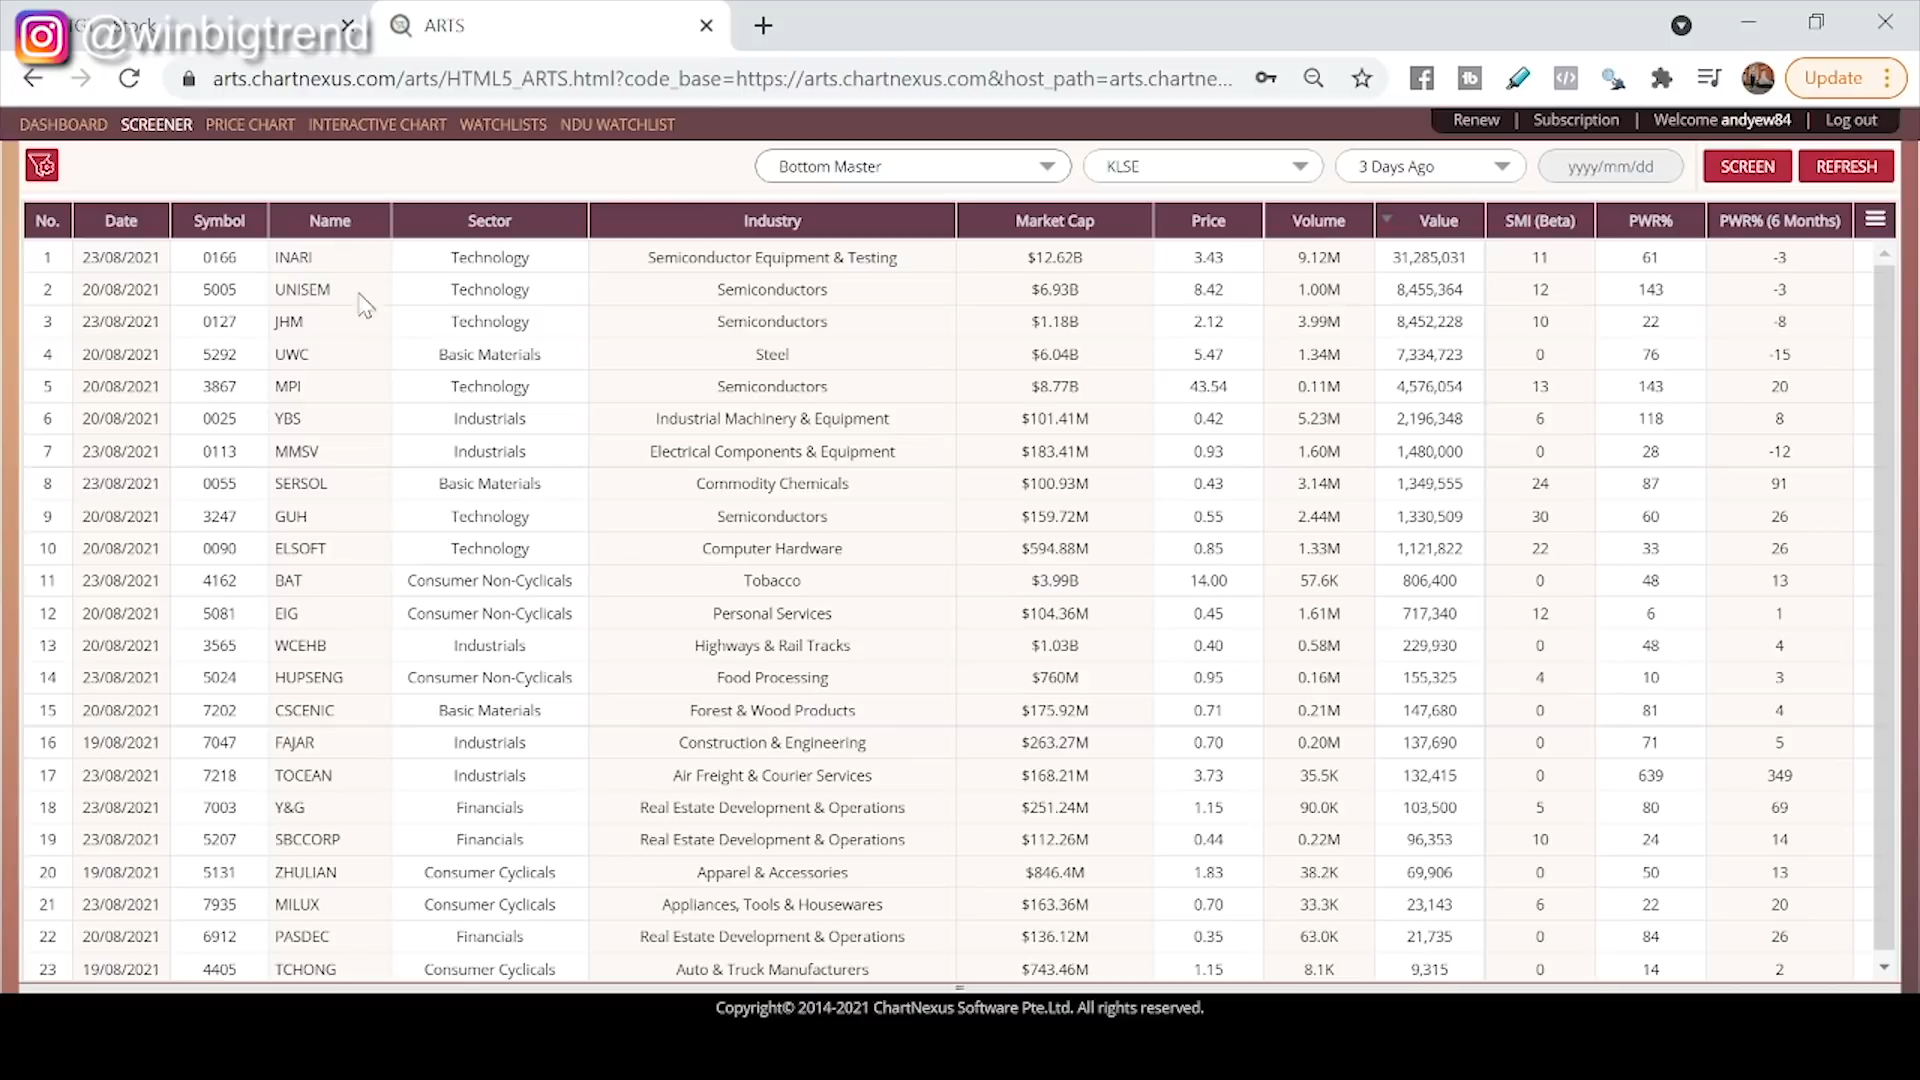 @winbigtrend
ARTS
arts.chartnexus.com/arts/HTML5_ARTS.html?code_base=https://arts.chartnexus.com&host_path=arts.chartne...
Update
DASHBOARD SCREENER PRICE CHART INTERACTIVE CHART WATCHLISTS NDU WATCHLIST
Renew | Subscription | Welcome andyew84 | Log out
Bottom Master KLSE 3 Days Ago yyyy/mm/dd SCREEN REFRESH
No. Date Symbol Name Sector Industry Market Cap Price Volume Value SMI (Beta) PWR% PWR% (6 Months)
1 23/08/2021 0166 INARI Technology Semiconductor Equipment & Testing $12.62B 3.43 9.12M 31,285,031 11 61 -3
2 20/08/2021 5005 UNISEM Technology Semiconductors $6.93B 8.42 1.00M 8,455,364 12 143 -3
3 23/08/2021 0127 JHM Technology Semiconductors $1.18B 2.12 3.99M 8,452,228 10 22 -8
4 20/08/2021 5292 UWC Basic Materials Steel $6.04B 5.47 1.34M 7,334,723 0 76 -15
5 20/08/2021 3867 MPI Technology Semiconductors $8.77B 43.54 0.11M 4,576,054 13 143 20
6 20/08/2021 0025 YBS Industrials Industrial Machinery & Equipment $101.41M 0.42 5.23M 2,196,348 6 118 8
7 23/08/2021 0113 MMSV Industrials Electrical Components & Equipment $183.41M 0.93 1.60M 1,480,000 0 28 -12
8 23/08/2021 0055 SERSOL Basic Materials Commodity Chemicals $100.93M 0.43 3.14M 1,349,555 24 87 91
9 20/08/2021 3247 GUH Technology Semiconductors $159.72M 0.55 2.44M 1,330,509 30 60 26
10 20/08/2021 0090 ELSOFT Technology Computer Hardware $594.88M 0.85 1.33M 1,121,822 22 33 26
11 23/08/2021 4162 BAT Consumer Non-Cyclicals Tobacco $3.99B 14.00 57.6K 806,400 0 48 13
12 20/08/2021 5081 EIG Consumer Non-Cyclicals Personal Services $104.36M 0.45 1.61M 717,340 12 6 1
13 20/08/2021 3565 WCEHB Industrials Highways & Rail Tracks $1.03B 0.40 0.58M 229,930 0 48 4
14 23/08/2021 5024 HUPSENG Consumer Non-Cyclicals Food Processing $760M 0.95 0.16M 155,325 4 10 3
15 20/08/2021 7202 CSCENIC Basic Materials Forest & Wood Products $175.92M 0.71 0.21M 147,680 0 81 4
16 19/08/2021 7047 FAJAR Industrials Construction & Engineering $263.27M 0.70 0.20M 137,690 0 71 5
17 23/08/2021 7218 TOCEAN Industrials Air Freight & Courier Services $168.21M 3.73 35.5K 132,415 0 639 349
18 23/08/2021 7003 Y&G Financials Real Estate Development & Operations $251.24M 1.15 90.0K 103,500 5 80 69
19 23/08/2021 5207 SBCCORP Financials Real Estate Development & Operations $112.26M 0.44 0.22M 96,353 10 24 14
20 19/08/2021 5131 ZHULIAN Consumer Cyclicals Apparel & Accessories $846.4M 1.83 38.2K 69,906 0 50 13
21 23/08/2021 7935 MILUX Consumer Cyclicals Appliances, Tools & Housewares $163.36M 0.70 33.3K 23,143 6 22 20
22 20/08/2021 6912 PASDEC Financials Real Estate Development & Operations $136.12M 0.35 63.0K 21,735 0 84 26
23 19/08/2021 4405 TCHONG Consumer Cyclicals Auto & Truck Manufacturers $743.46M 1.15 8.1K 9,315 0 14 2
Copyright© 2014-2021 ChartNexus Software Pte.Ltd. All rights reserved.